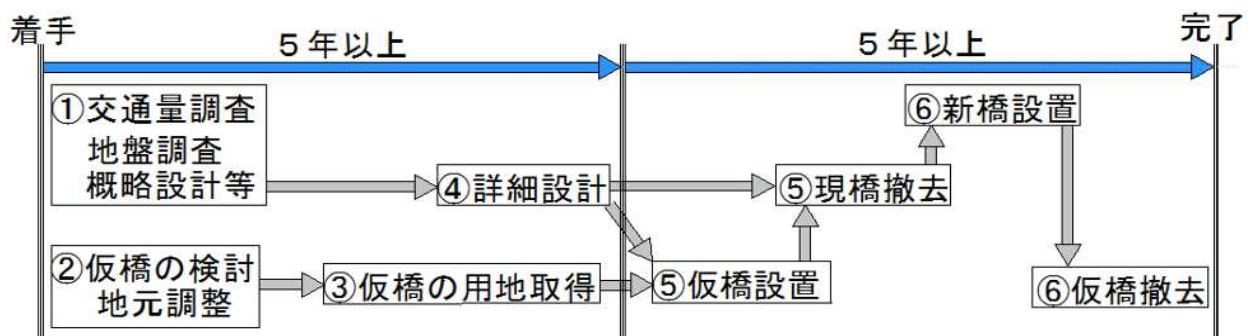 着手
5年以上
5年以上
完了
①交通量調査
地盤調査
概略設計等
②仮橋の検討
地元調整
③仮橋の用地取得
④詳細設計
⑤仮橋設置
⑤現橋撤去
⑥新橋設置
⑥仮橋撤去